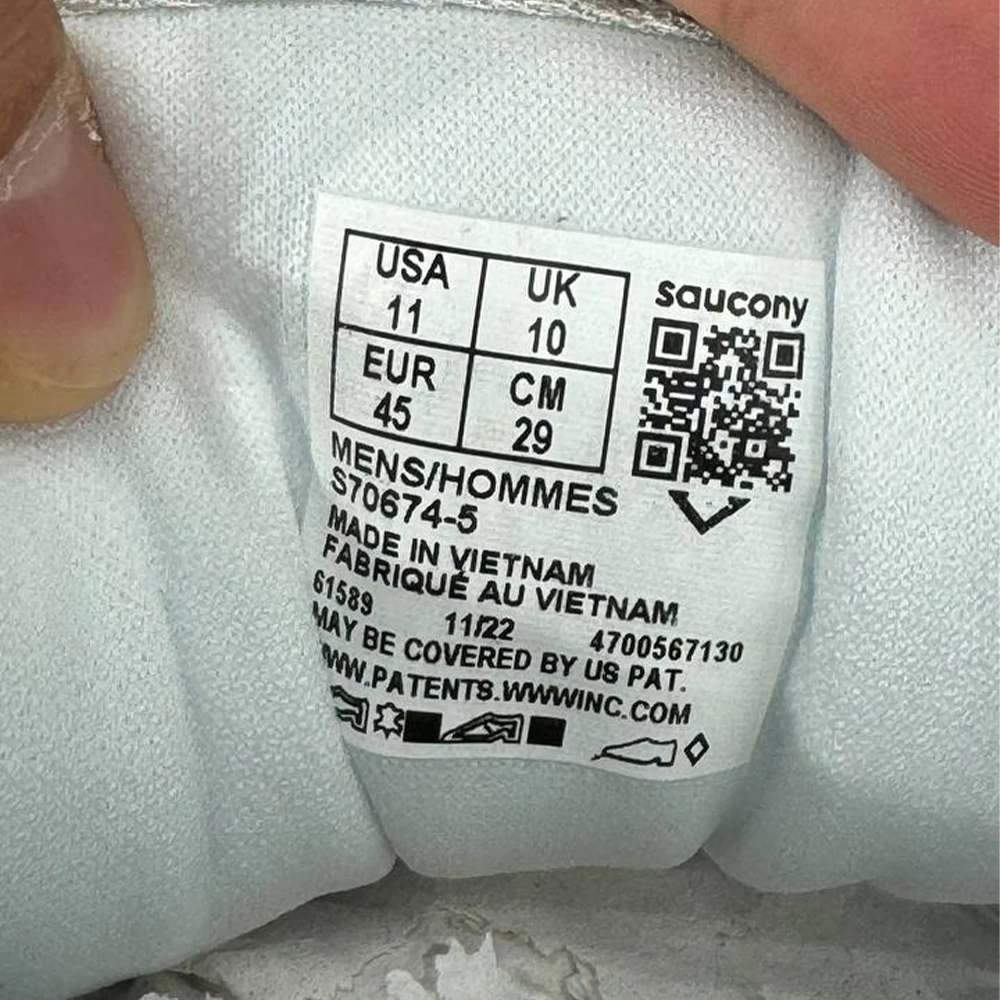 USA
11
UK
10
EUR
45
CM
29
saucony
MENS/HOMMES
S70674-5
MADE IN VIETNAM
FABRIQUÉ AU VIETNAM
61589 11/22 4700567130
MAY BE COVERED BY US PAT.
WWW.PATENTS.WWWINC.COM